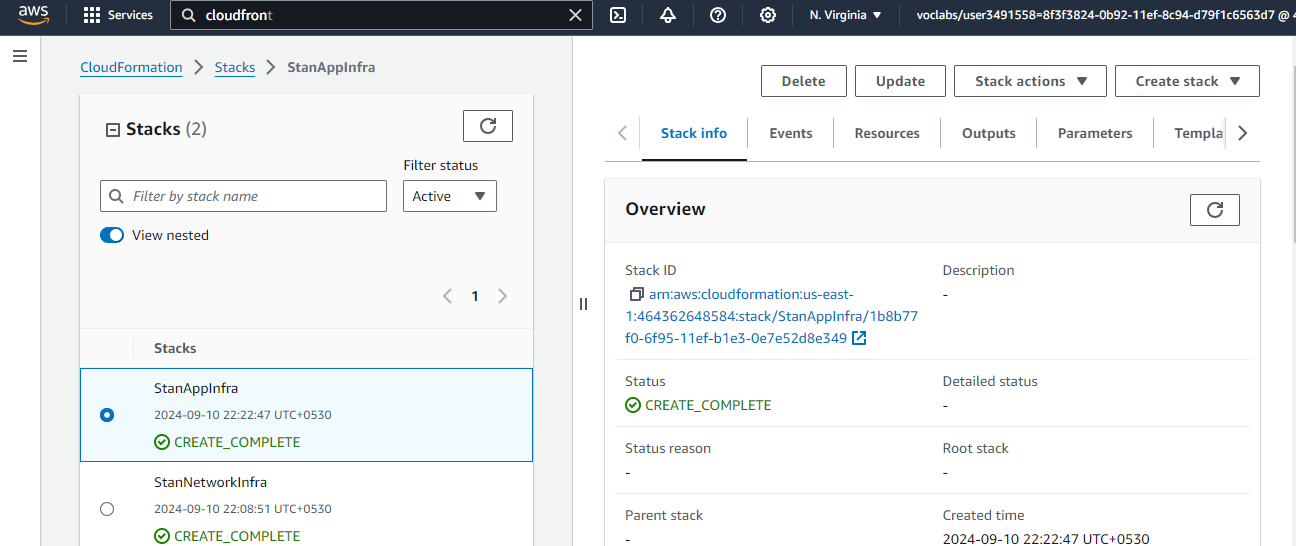 aws
Services
cloudfront
N. Virginia
voclabs/user3491558=8f3f3824-0b92-11ef-8c94-d79f1c6563d7 @
CloudFormation
Stacks
StanAppInfra
Delete
Update
Stack actions
Create stack
Stacks (2)
Filter status
Filter by stack name
Active
View nested
1
Stacks
StanAppInfra
2024-09-10 22:22:47 UTC+0530
CREATE_COMPLETE
StanNetworkInfra
2024-09-10 22:08:51 UTC+0530
CREATE_COMPLETE
Stack info
Events
Resources
Outputs
Parameters
Templa
Overview
Stack ID
arn:aws:cloudformation:us-east-
1:464362648584:stack/StanAppInfra/1b8b77
f0-6f95-11ef-b1e3-0e7e52d8e349
Description
-
Status
CREATE_COMPLETE
Detailed status
-
Status reason
-
Root stack
-
Parent stack
-
Created time
2024-09-10 22:22:47 UTC+0530